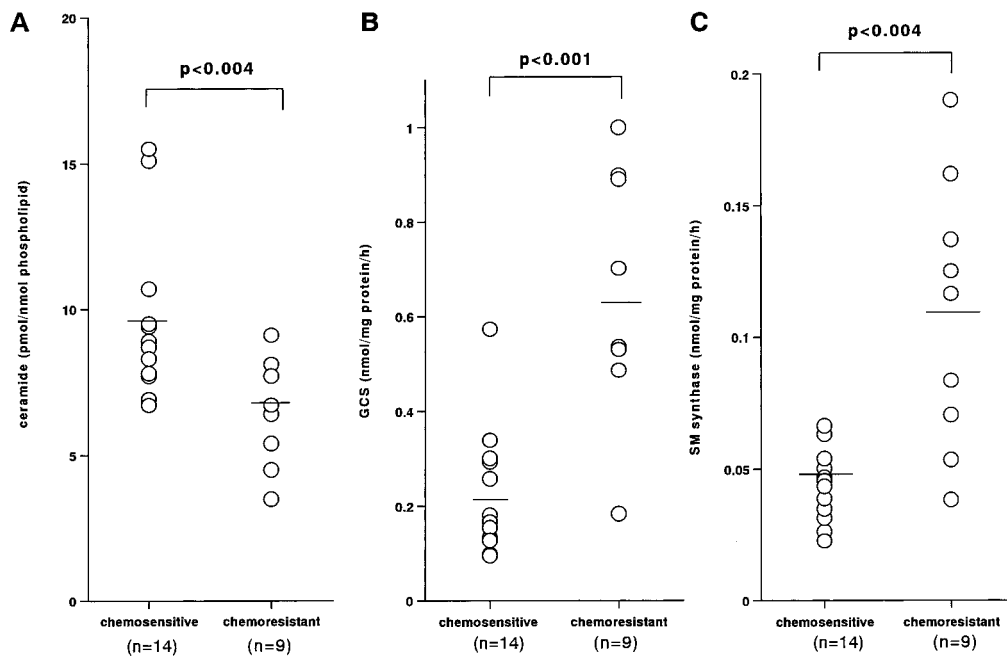 A
20
15
10
5
0
ceramide (pmol/nmol phospholipid)
p<0.004
chemosensitive
(n=14)
chemoresistant
(n=9)
B
1
0.8
0.6
0.4
0.2
0
GCS (nmol/mg protein/h)
p<0.001
chemosensitive
(n=14)
chemoresistant
(n=9)
C
0.2
0.15
0.1
0.05
0
SM synthase (nmol/mg protein/h)
p<0.004
chemosensitive
(n=14)
chemoresistant
(n=9)